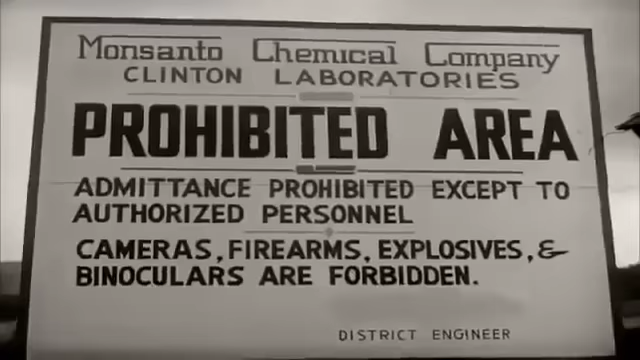 Monsanto Chemical Company
CLINTON LABORATORIES
PROHIBITED AREA
ADMITTANCE PROHIBITED EXCEPT TO
AUTHORIZED PERSONNEL
CAMERAS, FIREARMS, EXPLOSIVES, &
BINOCULARS ARE FORBIDDEN.
DISTRICT ENGINEER